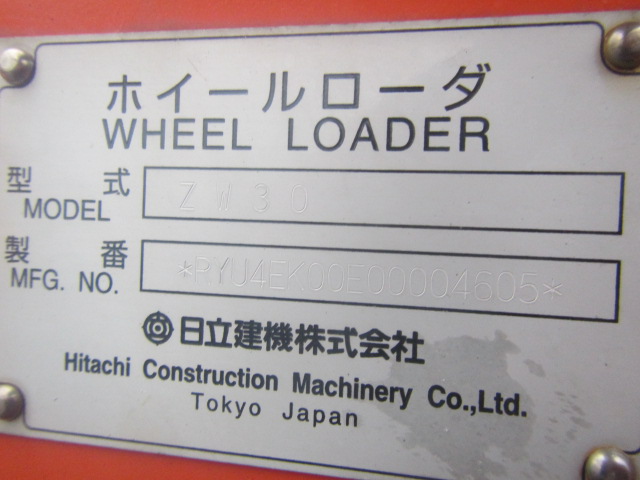 ホイールローダ
WHEEL LOADER
型式 ZW30
MODEL
製番 *PYU4EK00E00004605*
MFG. NO.
日立建機株式会社
Hitachi Construction Machinery Co.,Ltd.
Tokyo Japan